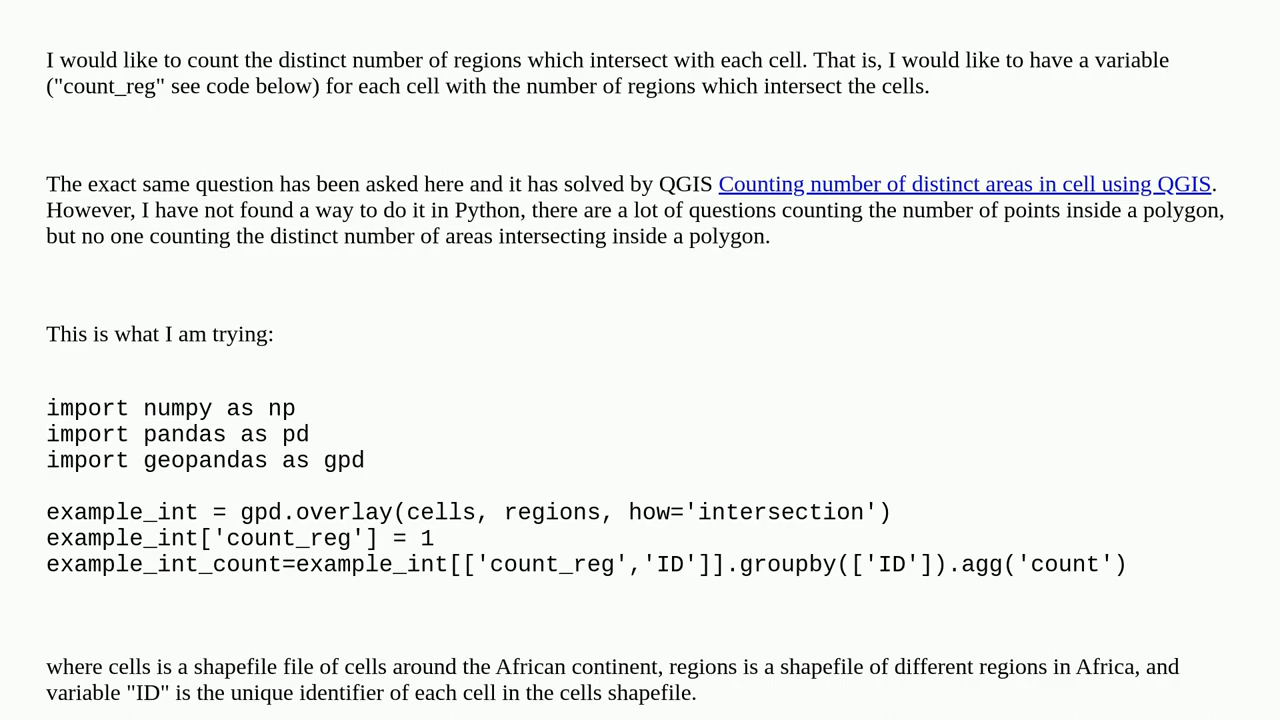 I would like to count the distinct number of regions which intersect with each cell. That is, I would like to have a variable
("count_reg" see code below) for each cell with the number of regions which intersect the cells.
The exact same question has been asked here and it has solved by QGIS Counting number of distinct areas in cell using QGIS.
However, I have not found a way to do it in Python, there are a lot of questions counting the number of points inside a polygon,
but no one counting the distinct number of areas intersecting inside a polygon.
This is what I am trying:
import numpy as np
import pandas as pd
import geopandas as gpd
example_int = gpd.overlay(cells, regions, how='intersection')
example_int['count_reg'] = 1
example_int_count=example_int[['count_reg','ID']].groupby(['ID']).agg('count')
where cells is a shapefile file of cells around the African continent, regions is a shapefile of different regions in Africa, and
variable "ID" is the unique identifier of each cell in the cells shapefile.